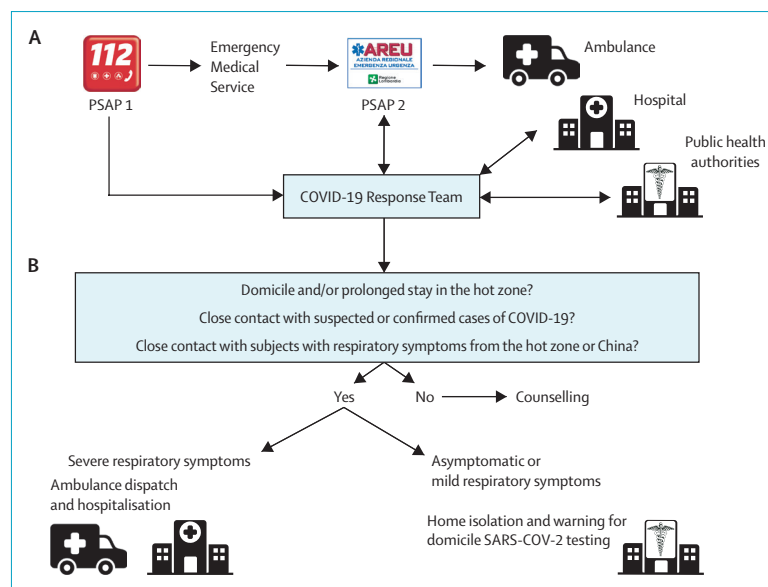 A
112
PSAP 1
Emergency
Medical
Service
AREU
AZIENDA REGIONALE
EMERGENZA URGENZA
Regione
Lombardia
PSAP 2
Ambulance
Hospital
Public health
authorities
COVID-19 Response Team
B
Domicile and/or prolonged stay in the hot zone?
Close contact with suspected or confirmed cases of COVID-19?
Close contact with subjects with respiratory symptoms from the hot zone or China?
Yes
No
Counselling
Severe respiratory symptoms
Ambulance dispatch
and hospitalisation
Asymptomatic or
mild respiratory symptoms
Home isolation and warning for
domicile SARS-COV-2 testing